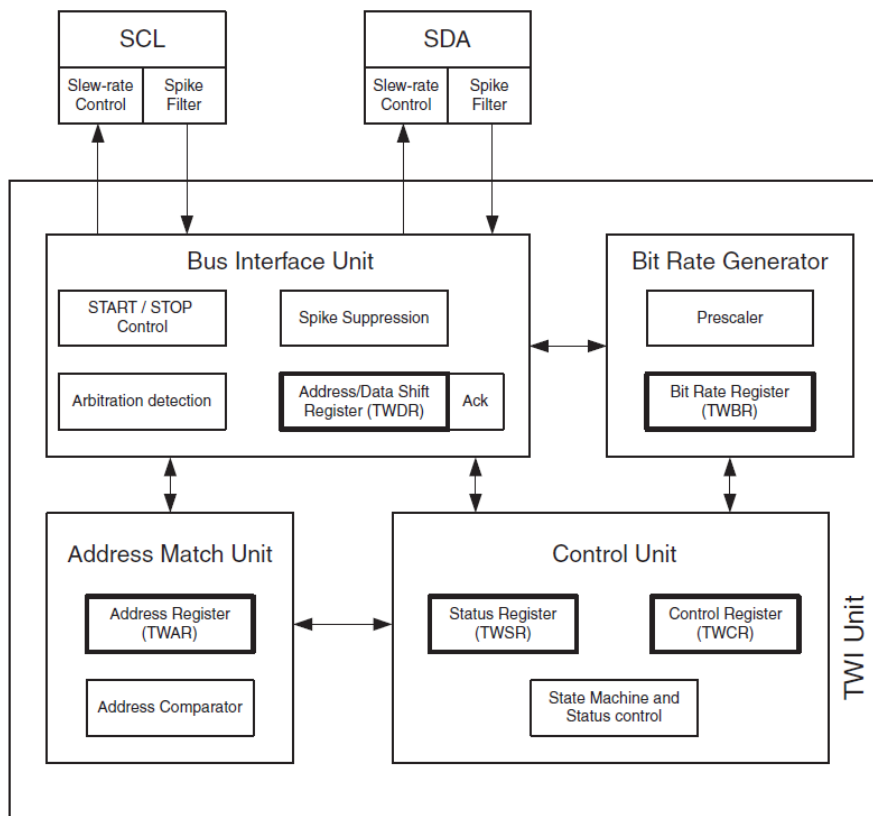 SCL
SDA
Slew-rate
Control
Spike
Filter
Slew-rate
Control
Spike
Filter
Bus Interface Unit
START / STOP
Control
Spike Suppression
Arbitration detection
Address/Data Shift
Register (TWDR)
Ack
Bit Rate Generator
Prescaler
Bit Rate Register
(TWBR)
Address Match Unit
Address Register
(TWAR)
Address Comparator
Control Unit
Status Register
(TWSR)
Control Register
(TWCR)
State Machine and
Status control
TWI Unit